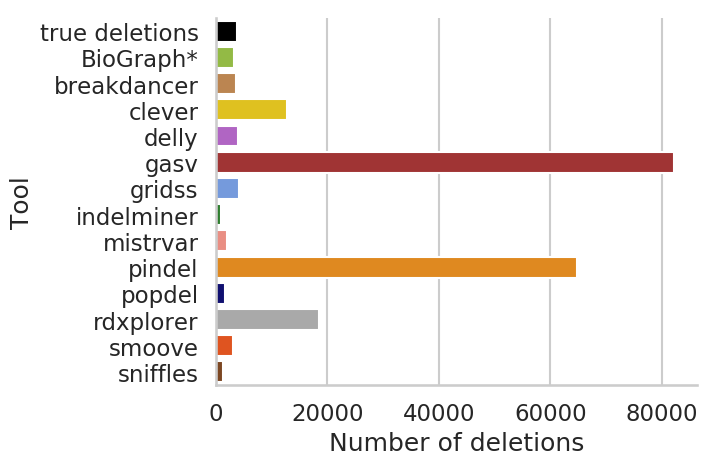 true deletions
BioGraph*
breakdancer
clever
delly
gasv
gridss
indelminer
mistrvar
pindel
popdel
rdxplorer
smoove
sniffles
Tool
0 20000 40000 60000 80000
Number of deletions